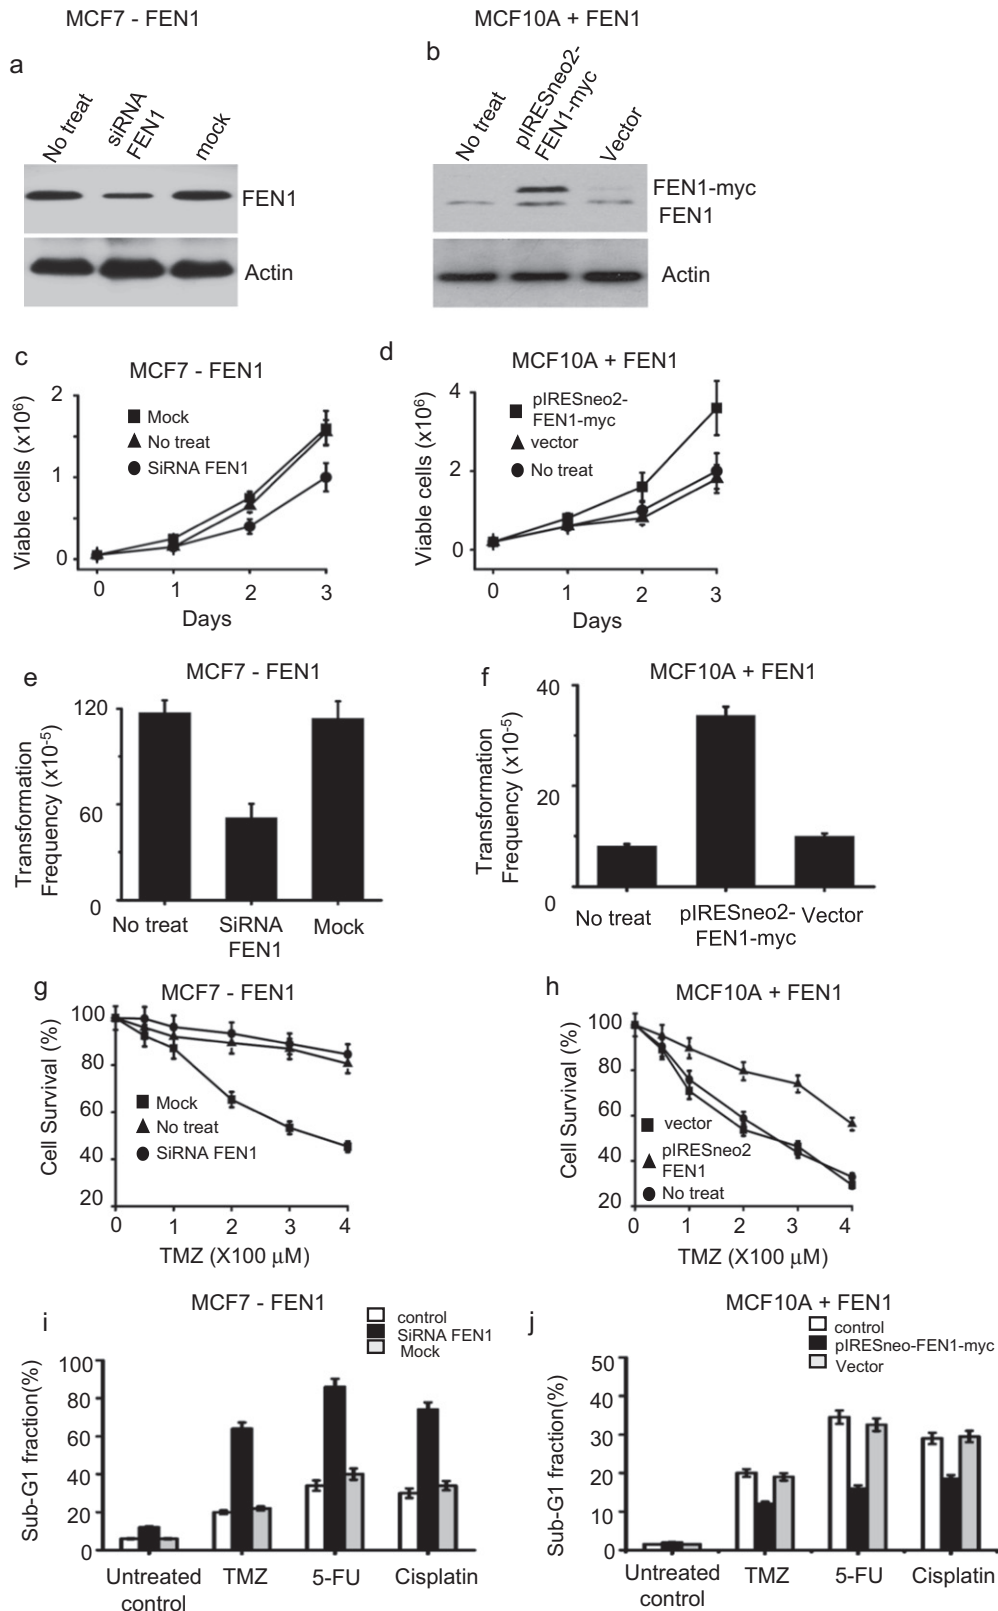 MCF7 - FEN1
MCF10A + FEN1
a
No treat
siRNA
FEN1
mock
FEN1
Actin
b
No treat
pIRESneo2-
FEN1-myc
Vector
FEN1-myc
FEN1
Actin
c
MCF7 - FEN1
Viable cells (x10⁶)
2
1
0
Mock
No treat
SiRNA FEN1
0 1 2 3
Days
d
MCF10A + FEN1
Viable cells (x10⁶)
4
2
0
pIRESneo2-
FEN1-myc
vector
No treat
0 1 2 3
Days
e
MCF7 - FEN1
Transformation
Frequency (x10⁻⁵)
120
60
0
No treat
SiRNA
FEN1
Mock
f
MCF10A + FEN1
Transformation
Frequency (x10⁻⁵)
40
20
0
No treat
pIRESneo2-
FEN1-myc
Vector
g
MCF7 - FEN1
Cell Survival (%)
100
80
60
40
20
Mock
No treat
SiRNA FEN1
0 1 2 3 4
TMZ (X100 μM)
h
MCF10A + FEN1
Cell Survival (%)
100
80
60
40
20
vector
pIRESneo2
FEN1
No treat
0 1 2 3 4
TMZ (X100 μM)
i
MCF7 - FEN1
control
SiRNA FEN1
Mock
Sub-G1 fraction(%)
100
80
60
40
20
0
Untreated
control
TMZ
5-FU
Cisplatin
j
MCF10A + FEN1
control
pIRESneo-FEN1-myc
Vector
Sub-G1 fraction(%)
50
40
30
20
10
0
Untreated
control
TMZ
5-FU
Cisplatin